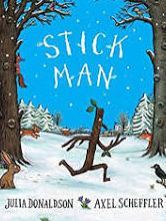 STICK
MAN
JULIA DONALDSON AXEL SCHEFFLER